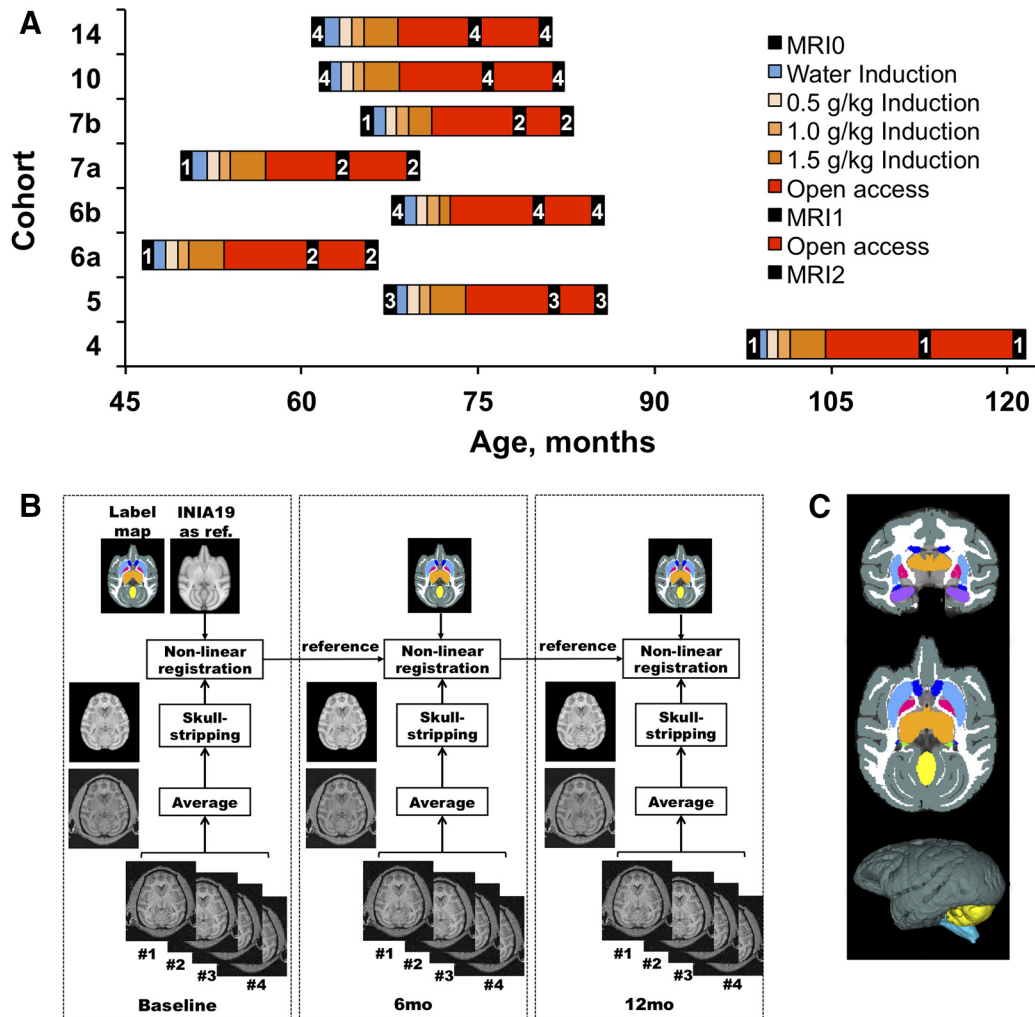 A
Cohort
14
4 4 4
10
4 4 4
7b
1 2 2
7a
1 2 2
6b
4 4 4
6a
1 2 2
5
3 3 3
4
1 1 1
45 60 75 90 105 120
Age, months
MRI0
Water Induction
0.5 g/kg Induction
1.0 g/kg Induction
1.5 g/kg Induction
Open access
MRI1
Open access
MRI2
B
Label
map
INIA19
as ref.
Non-linear
registration
Skull-
stripping
Average
#1
#2
#3
#4
Baseline
reference
Non-linear
registration
Skull-
stripping
Average
#1
#2
#3
#4
6mo
reference
Non-linear
registration
Skull-
stripping
Average
#1
#2
#3
#4
12mo
C